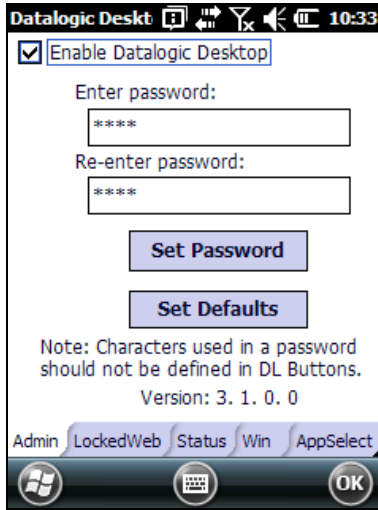 Datalogic Deskt 10:33
Enable Datalogic Desktop
Enter password:
****
Re-enter password:
****
Set Password
Set Defaults
Note: Characters used in a password
should not be defined in DL Buttons.
Version: 3. 1. 0. 0
Admin LockedWeb Status Win AppSelect
OK